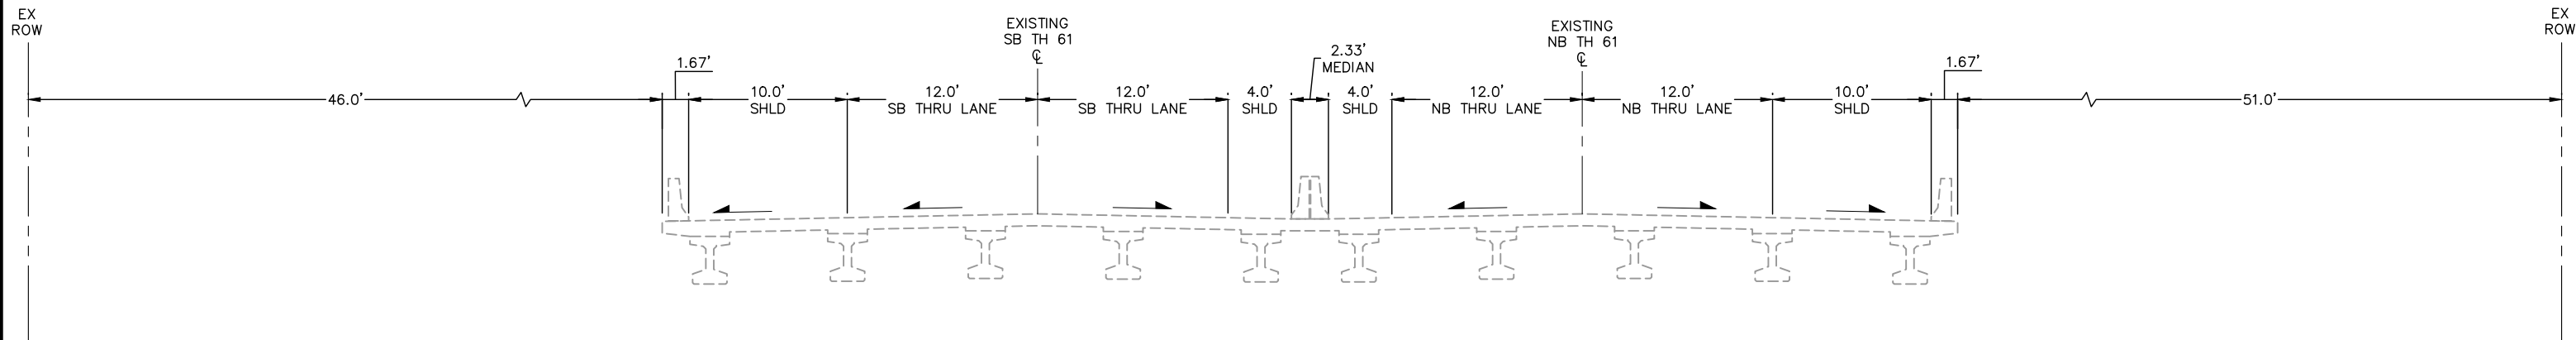 EX
ROW
46.0'
1.67'
10.0'
SHLD
12.0'
SB THRU LANE
EXISTING
SB TH 61
℄
12.0'
SB THRU LANE
4.0'
SHLD
2.33'
MEDIAN
4.0'
SHLD
12.0'
NB THRU LANE
EXISTING
NB TH 61
℄
12.0'
NB THRU LANE
10.0'
SHLD
1.67'
51.0'
EX
ROW